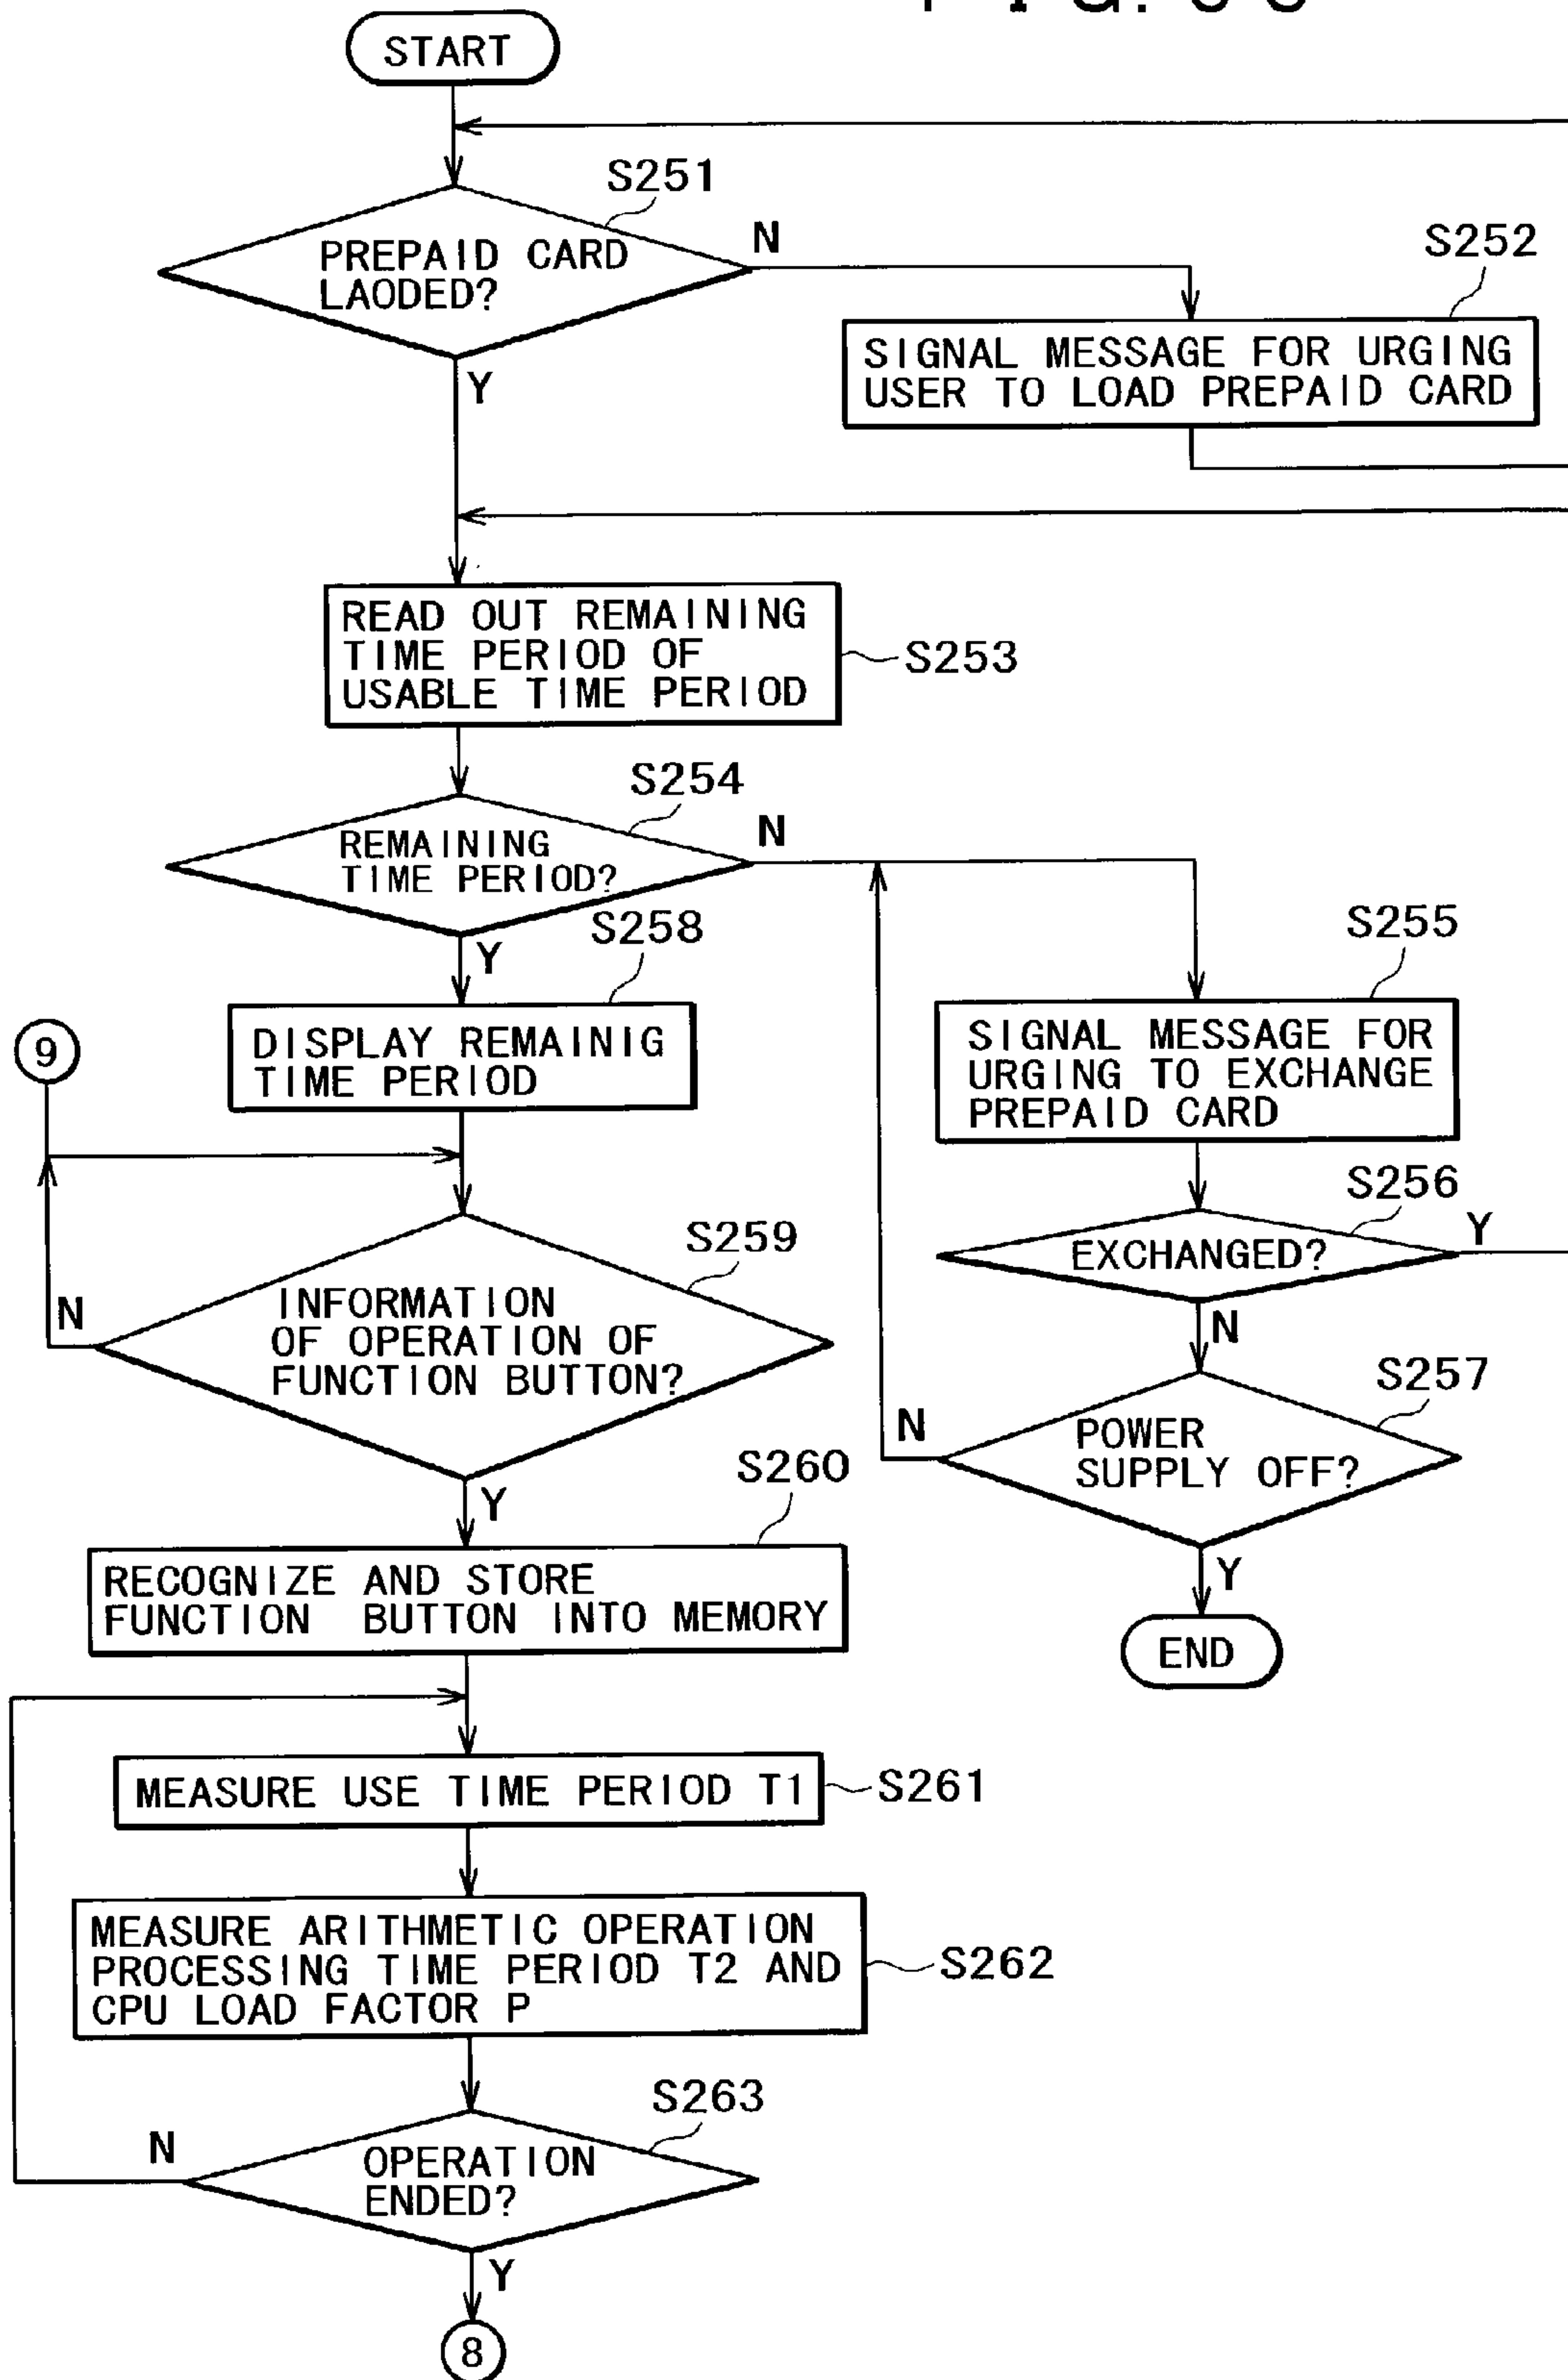 START
S251
PREPAID CARD
LAODED?
N
Y
S252
SIGNAL MESSAGE FOR URGING
USER TO LOAD PREPAID CARD
READ OUT REMAINING
TIME PERIOD OF
USABLE TIME PERIOD
S253
S254
REMAINING
TIME PERIOD?
N
Y
S258
DISPLAY REMAINIG
TIME PERIOD
9
S255
SIGNAL MESSAGE FOR
URGING TO EXCHANGE
PREPAID CARD
S256
EXCHANGED?
Y
N
S257
POWER
SUPPLY OFF?
N
Y
END
S259
INFORMATION
OF OPERATION OF
FUNCTION BUTTON?
N
Y
S260
RECOGNIZE AND STORE
FUNCTION BUTTON INTO MEMORY
MEASURE USE TIME PERIOD T1
S261
MEASURE ARITHMETIC OPERATION
PROCESSING TIME PERIOD T2 AND
CPU LOAD FACTOR P
S262
S263
OPERATION
ENDED?
N
Y
8